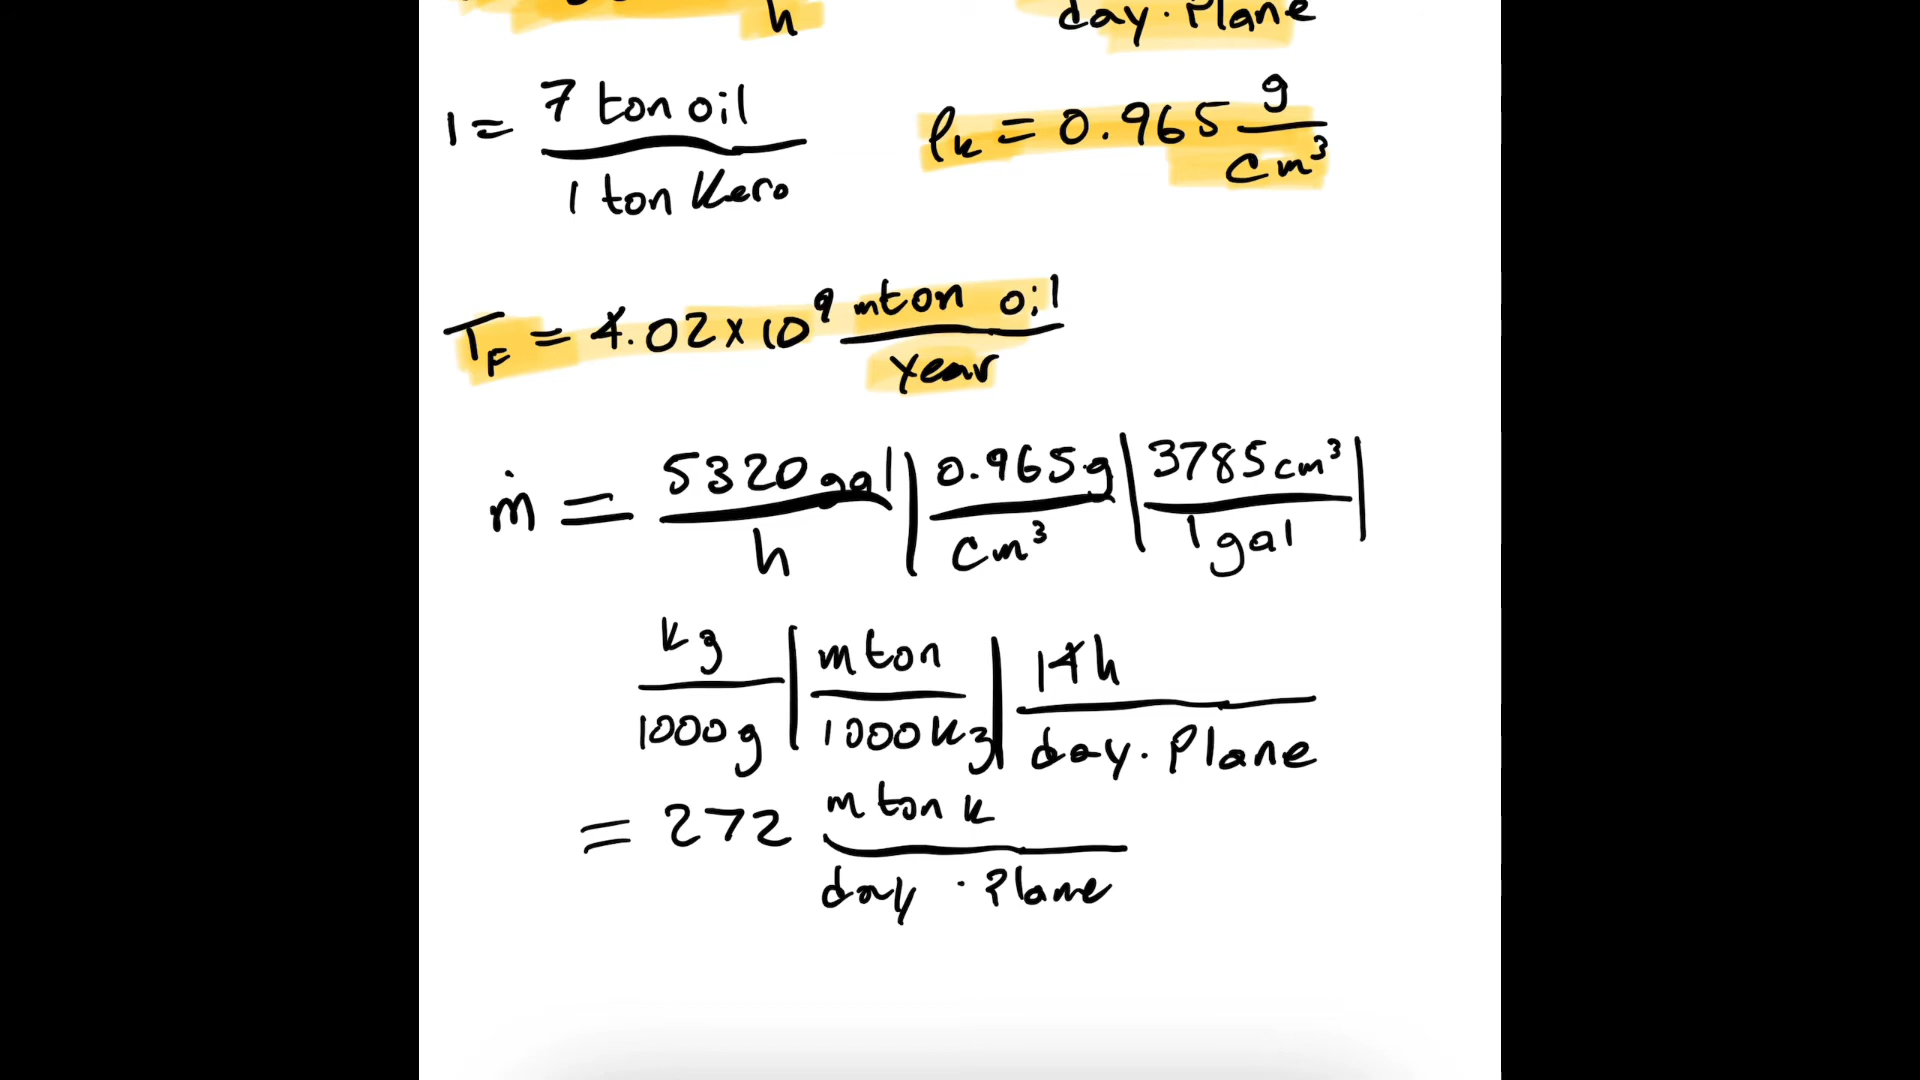 h day. Plane
1 = 7 ton oil / 1 ton Kero ρk = 0.965 g / cm³
TF = 4.02 x 10⁹ mton oil / year
ṁ = 5320 gal / h | 0.965 g / cm³ | 3785 cm³ / 1 gal |
kg / 1000 g | mton / 1000 kg | 14 h / day. Plane
= 272 mton k / day . Plane